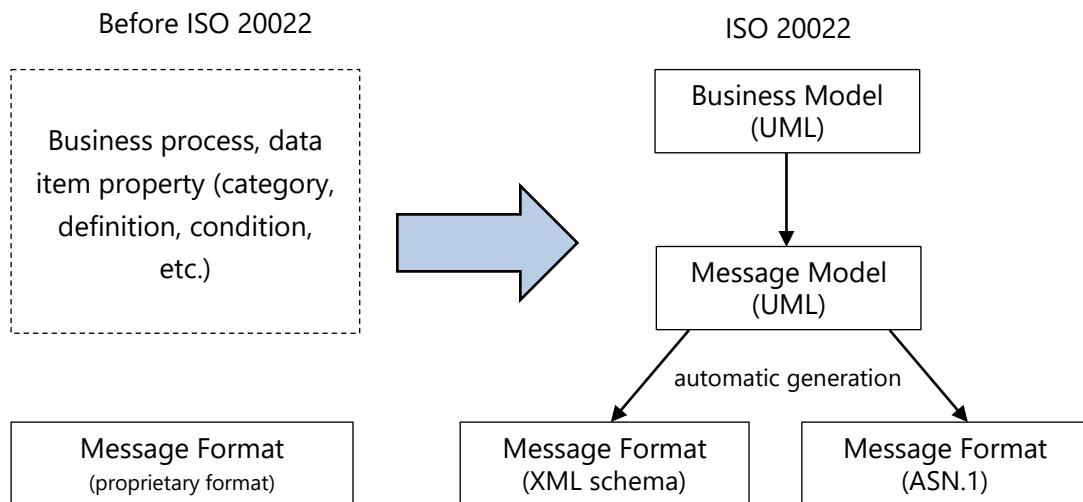 Before ISO 20022
ISO 20022
Business process, data
item property (category,
definition, condition,
etc.)
Business Model
(UML)
Message Model
(UML)
automatic generation
Message Format
(proprietary format)
Message Format
(XML schema)
Message Format
(ASN.1)